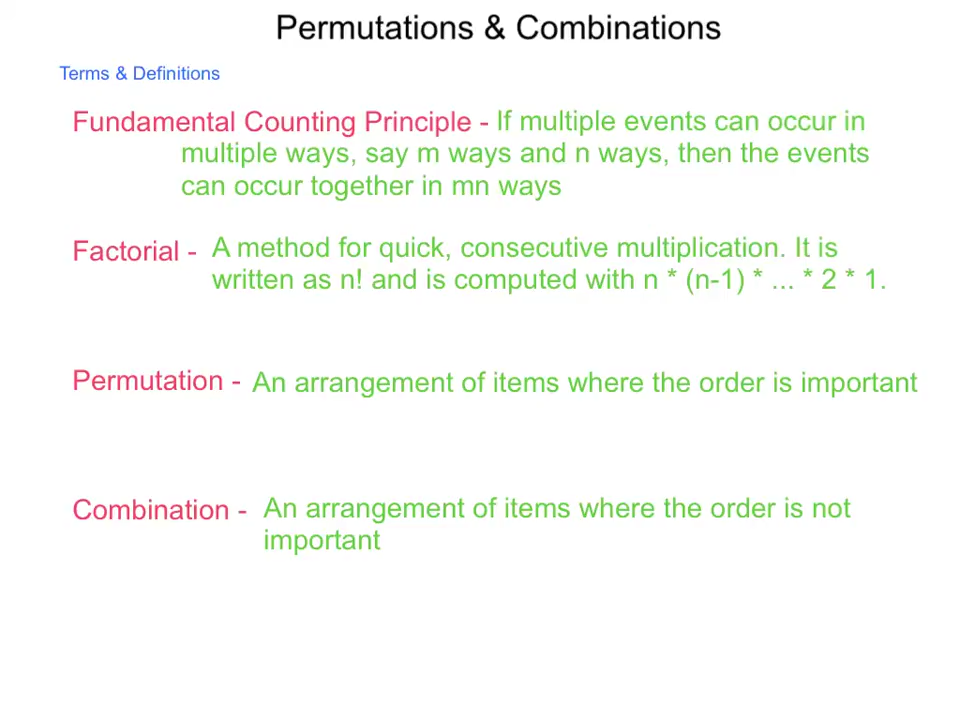 Permutations & Combinations
Terms & Definitions
Fundamental Counting Principle - If multiple events can occur in
multiple ways, say m ways and n ways, then the events
can occur together in mn ways
Factorial - A method for quick, consecutive multiplication. It is
written as n! and is computed with n * (n-1) * ... * 2 * 1.
Permutation - An arrangement of items where the order is important
Combination - An arrangement of items where the order is not
important